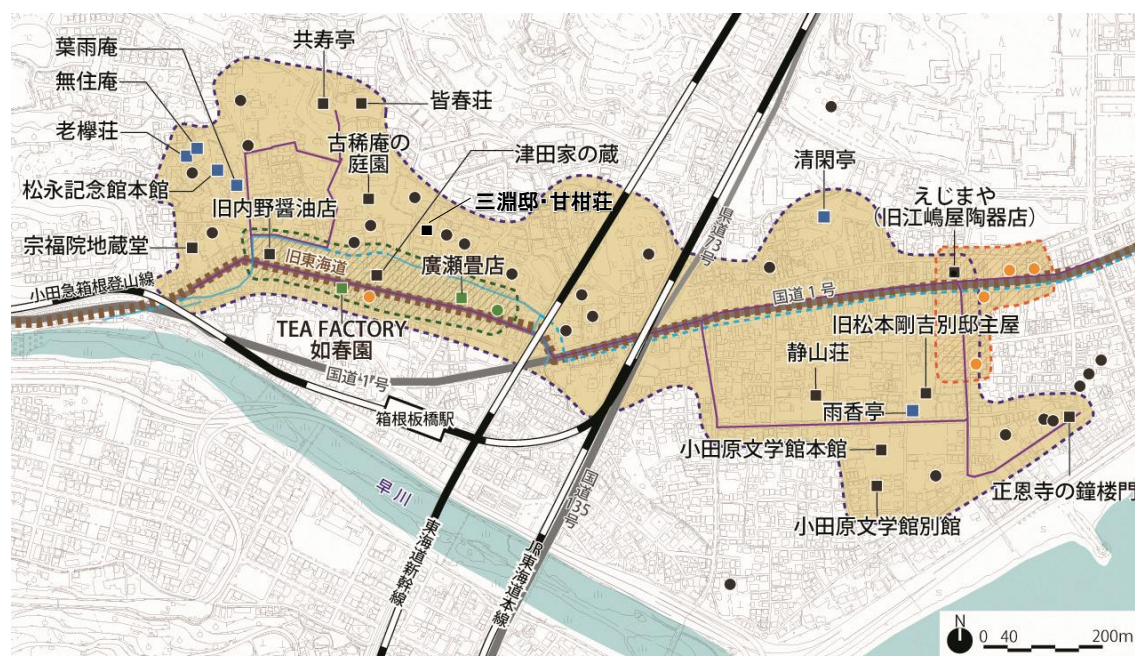 葉雨庵
無住庵
老欅荘
松永記念館本館
宗福院地蔵堂
共寿亭
皆春荘
古稀庵の
庭園
津田家の蔵
三淵邸・甘柑荘
旧内野醤油店
旧東海道
廣瀬畳店
TEA FACTORY
如春園
小田急箱根登山線
国道1号
箱根板橋駅
早川
東海道新幹線
JR東海道本線
国道135号
県道73号
清閑亭
えじまや
（旧江嶋屋陶器店）
国道1号
旧松本剛吉別邸主屋
静山荘
雨香亭
小田原文学館本館
小田原文学館別館
正恩寺の鐘楼門
N
0 40 200m